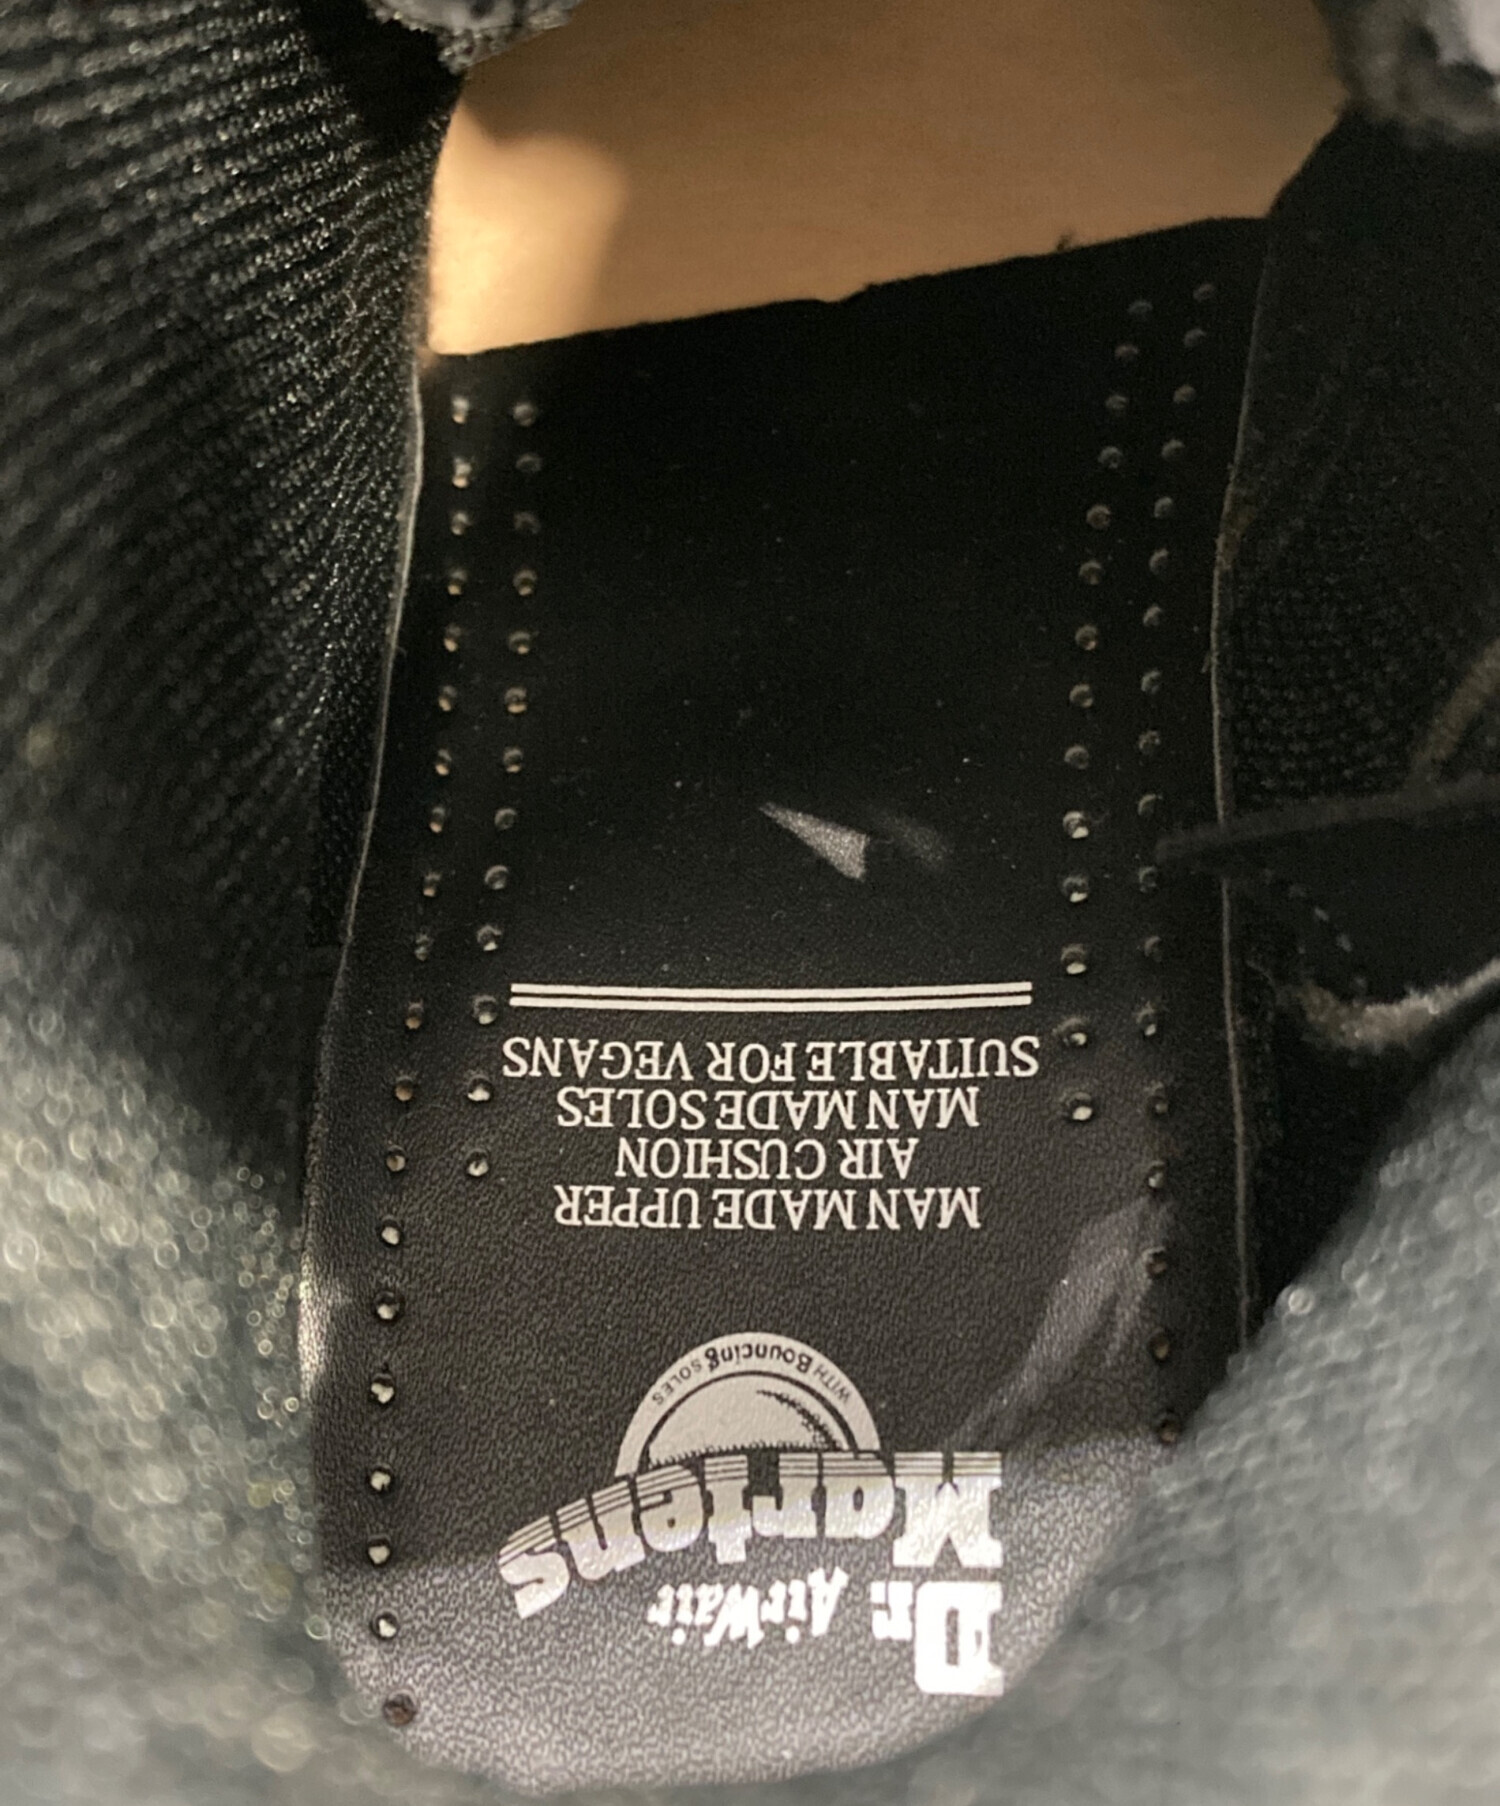 Dr. AirWair
Martens
WITH Bouncing SOLES
MAN MADE UPPER
AIR CUSHION
MAN MADE SOLES
SUITABLE FOR VEGANS